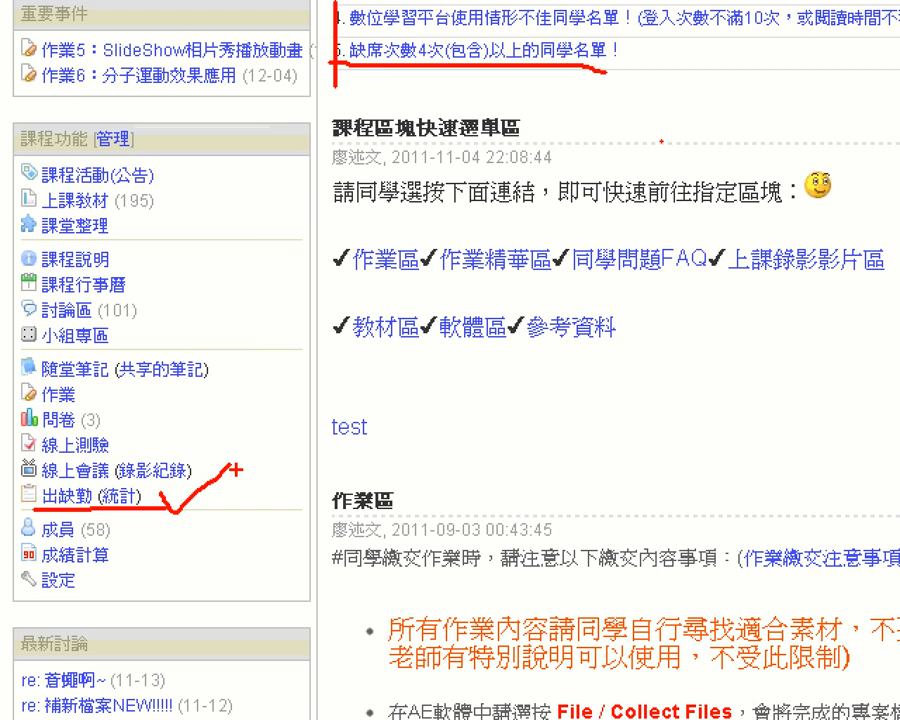 重要事件
作業5：SlideShow相片秀播放動畫 (
作業6：分子運動效果應用 (12-04)
課程功能 [管理]
課程活動(公告)
上課教材 (195)
課堂整理
課程說明
課程行事曆
討論區 (101)
小組專區
隨堂筆記 (共享的筆記)
作業
問卷 (3)
線上測驗
線上會議 (錄影紀錄)
出缺勤 (統計)
成員 (58)
成績計算
設定
最新討論
re: 蒼蠅啊~ (11-13)
re: 補新檔案NEW!!!!! (11-12)
4. 數位學習平台使用情形不佳同學名單！(登入次數不滿10次，或閱讀時間不
5. 缺席次數4次(包含)以上的同學名單！
課程區塊快速選單區
廖述文, 2011-11-04 22:08:44
請同學選按下面連結，即可快速前往指定區塊：
✔作業區✔作業精華區✔同學問題FAQ✔上課錄影影片區
✔教材區✔軟體區✔參考資料
test
作業區
廖述文, 2011-09-03 00:43:45
#同學繳交作業時，請注意以下繳交內容事項：(作業繳交注意事項
• 所有作業內容請同學自行尋找適合素材，不
老師有特別說明可以使用，不受此限制)
• 在AE軟體中請選按 File / Collect Files，會將完成的專案檔